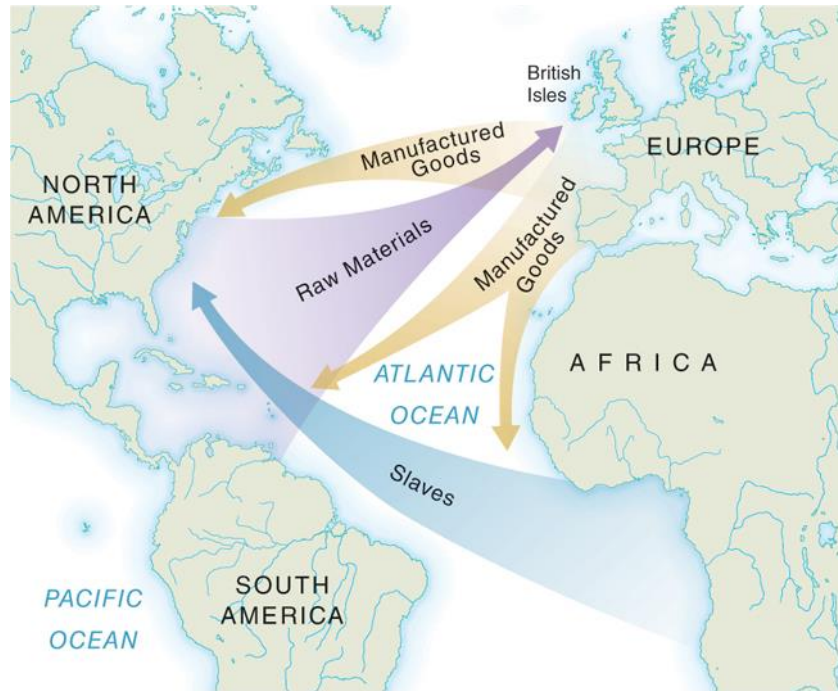 British
Isles
EUROPE
Manufactured
Goods
NORTH
AMERICA
Raw Materials
Manufactured
Goods
AFRICA
ATLANTIC
OCEAN
Slaves
SOUTH
AMERICA
PACIFIC
OCEAN